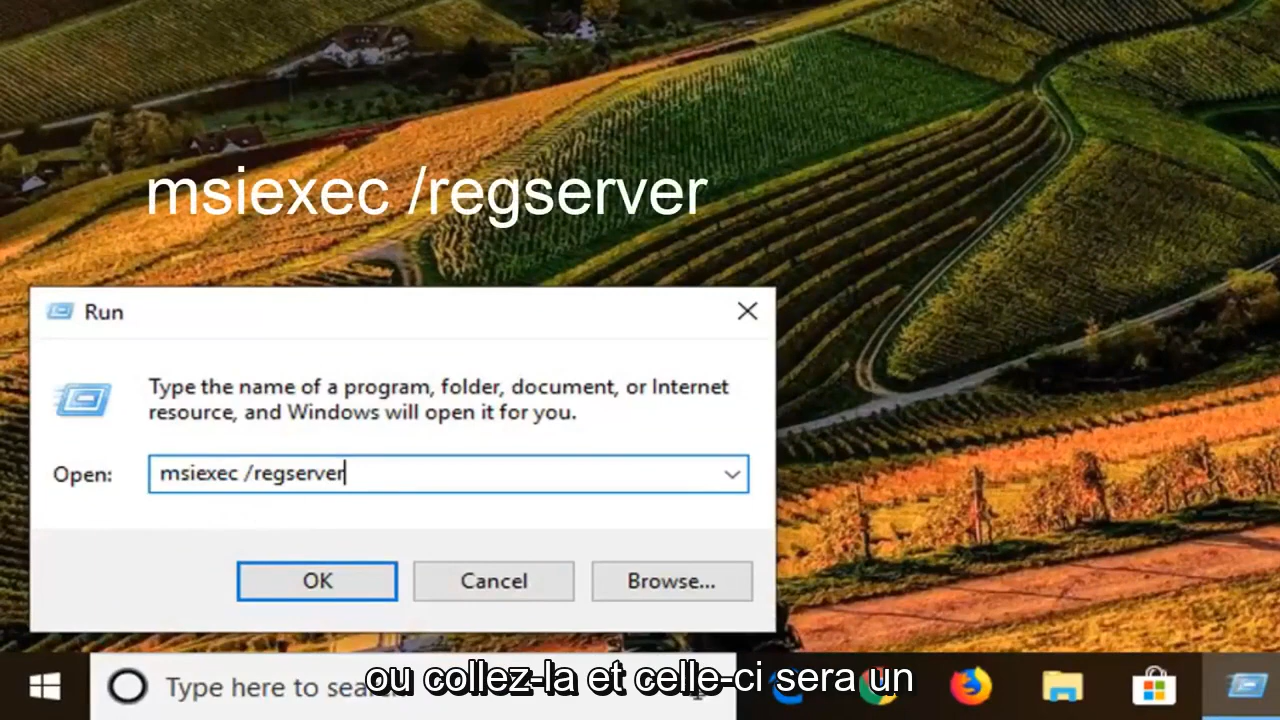 msiexec /regserver
Run
Type the name of a program, folder, document, or Internet
resource, and Windows will open it for you.
Open:
msiexec /regserver
OK
Cancel
Browse...
Type here to sea
ou collez-la et celle-ci sera un